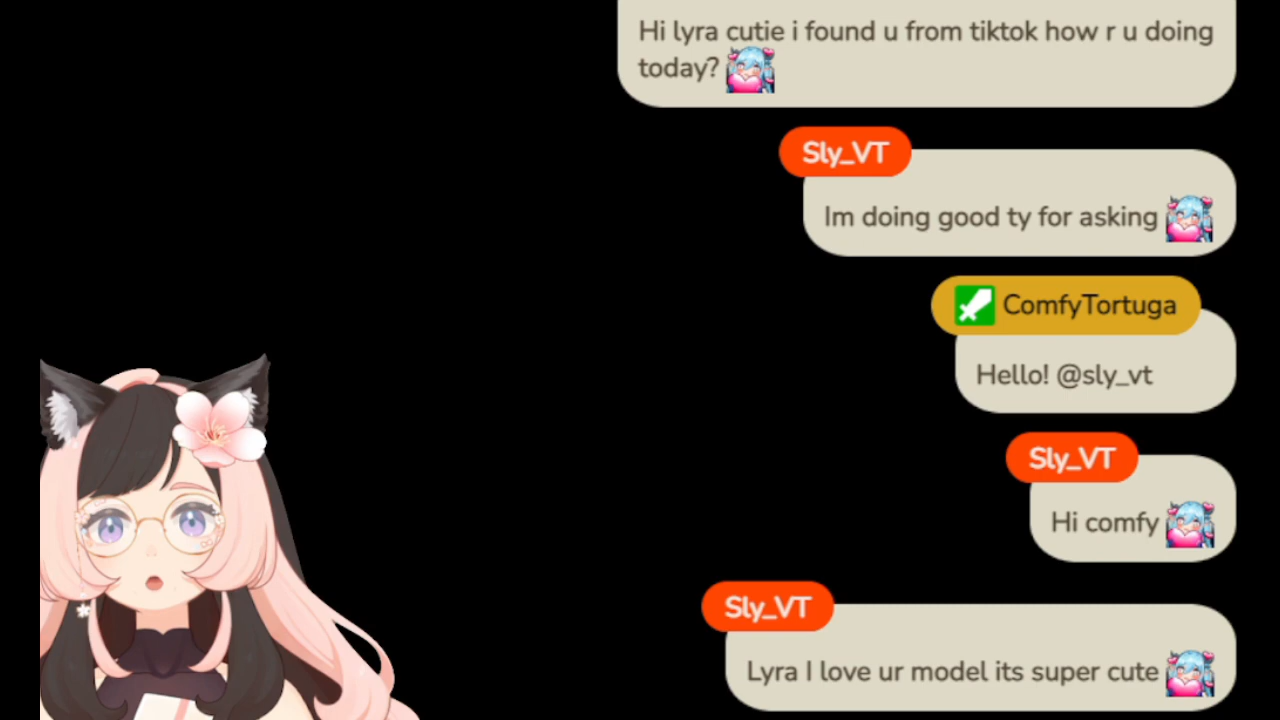 Hi lyra cutie i found u from tiktok how r u doing
today?
Sly_VT
Im doing good ty for asking
ComfyTortuga
Hello! @sly_vt
Sly_VT
Hi comfy
Sly_VT
Lyra I love ur model its super cute